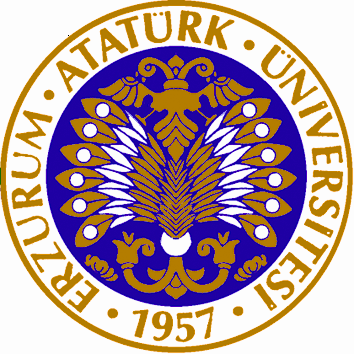 ERZURUM • ATATÜRK • ÜNİVERSİTESİ • 1957 •